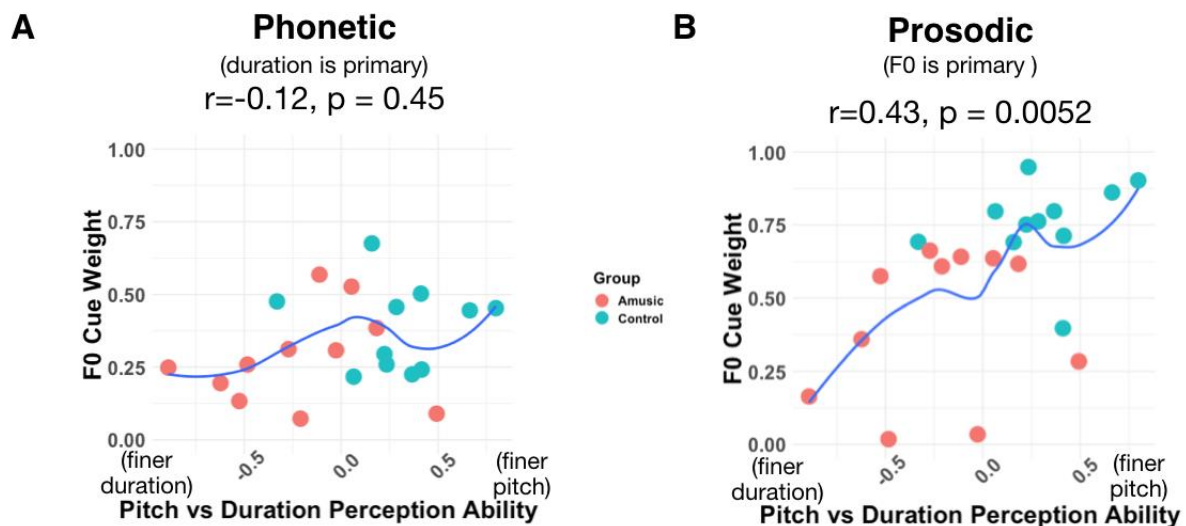 A
Phonetic
(duration is primary)
r=-0.12, p = 0.45
1.00
0.75
0.50
0.25
0.00
F0 Cue Weight
-0.5
0.0
0.5
(finer
duration)
(finer
pitch)
Pitch vs Duration Perception Ability
Group
Amusic
Control
B
Prosodic
(F0 is primary )
r=0.43, p = 0.0052
1.00
0.75
0.50
0.25
0.00
F0 Cue Weight
-0.5
0.0
0.5
(finer
duration)
(finer
pitch)
Pitch vs Duration Perception Ability